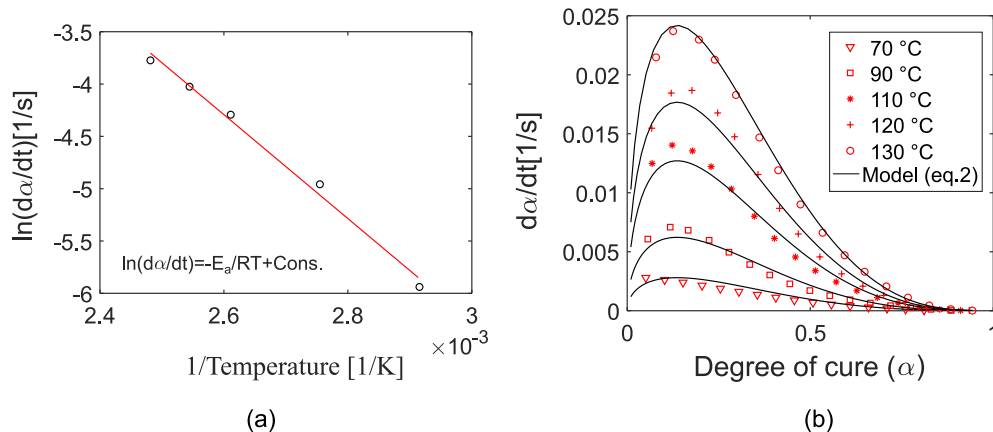 -3.5
-4
-4.5
-5
-5.5
-6
ln(dα/dt)[1/s]
ln(dα/dt)=-Eₐ/RT+Cons.
2.4
2.6
2.8
3
×10⁻³
1/Temperature [1/K]
(a)
0.025
0.02
0.015
0.01
0.005
0
dα/dt[1/s]
70 °C
90 °C
110 °C
120 °C
130 °C
Model (eq.2)
0
0.5
1
Degree of cure (α)
(b)